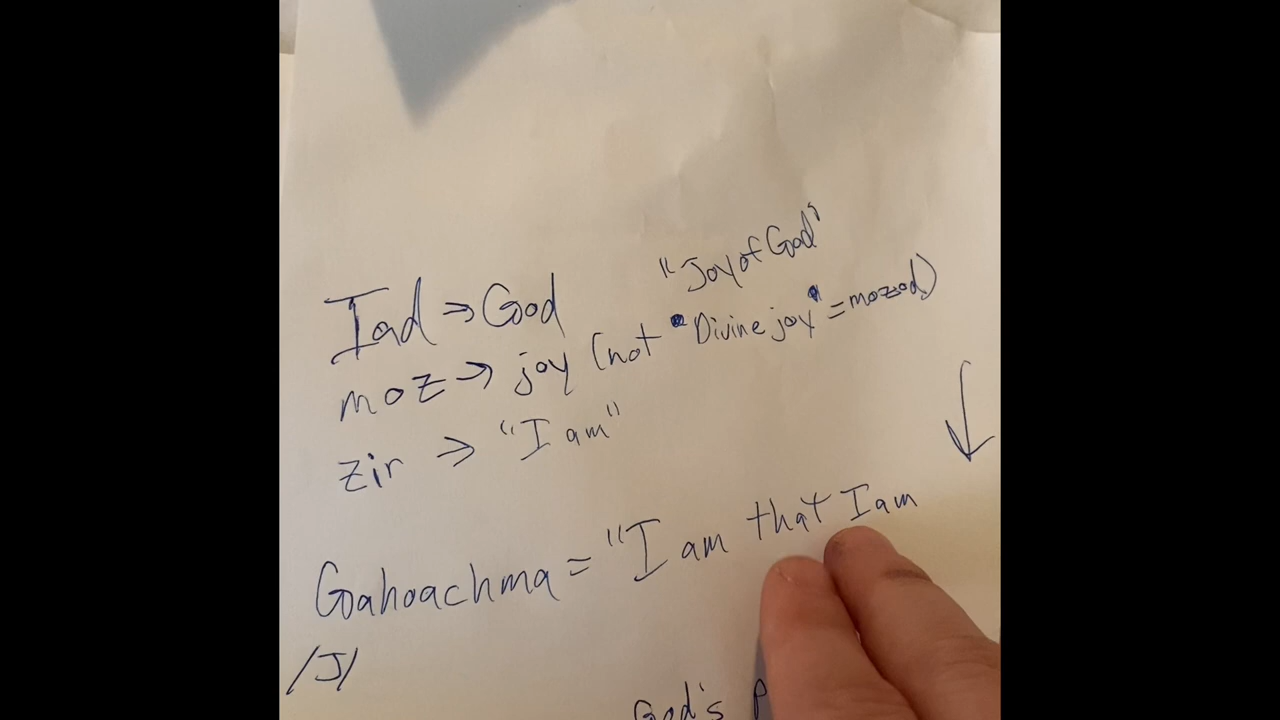 "Joy of God"
Iad → God
moz → joy (not "Divine joy" = mozod)
zir → "I am"
↓
Gahoachma = "I am that I am
/J/
God's